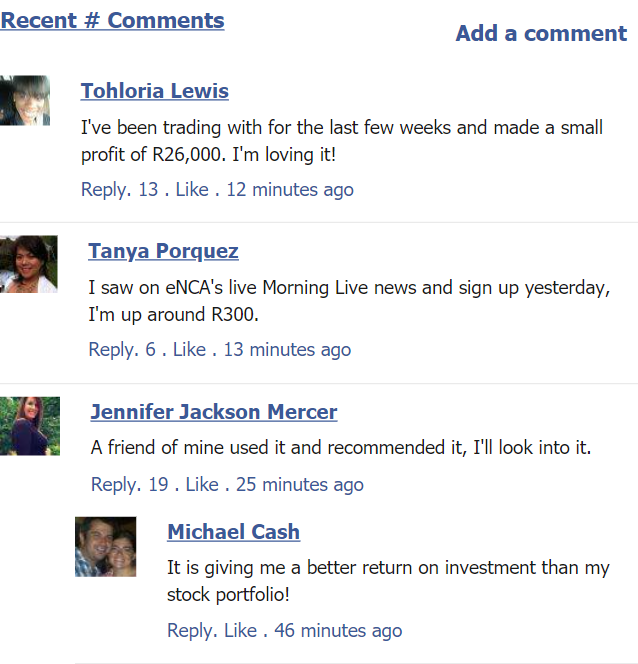 Recent # Comments
Add a comment
Tohloria Lewis
I've been trading with for the last few weeks and made a small
profit of R26,000. I'm loving it!
Reply. 13 . Like . 12 minutes ago
Tanya Porquez
I saw on eNCA's live Morning Live news and sign up yesterday,
I'm up around R300.
Reply. 6 . Like . 13 minutes ago
Jennifer Jackson Mercer
A friend of mine used it and recommended it, I'll look into it.
Reply. 19 . Like . 25 minutes ago
Michael Cash
It is giving me a better return on investment than my
stock portfolio!
Reply. Like . 46 minutes ago